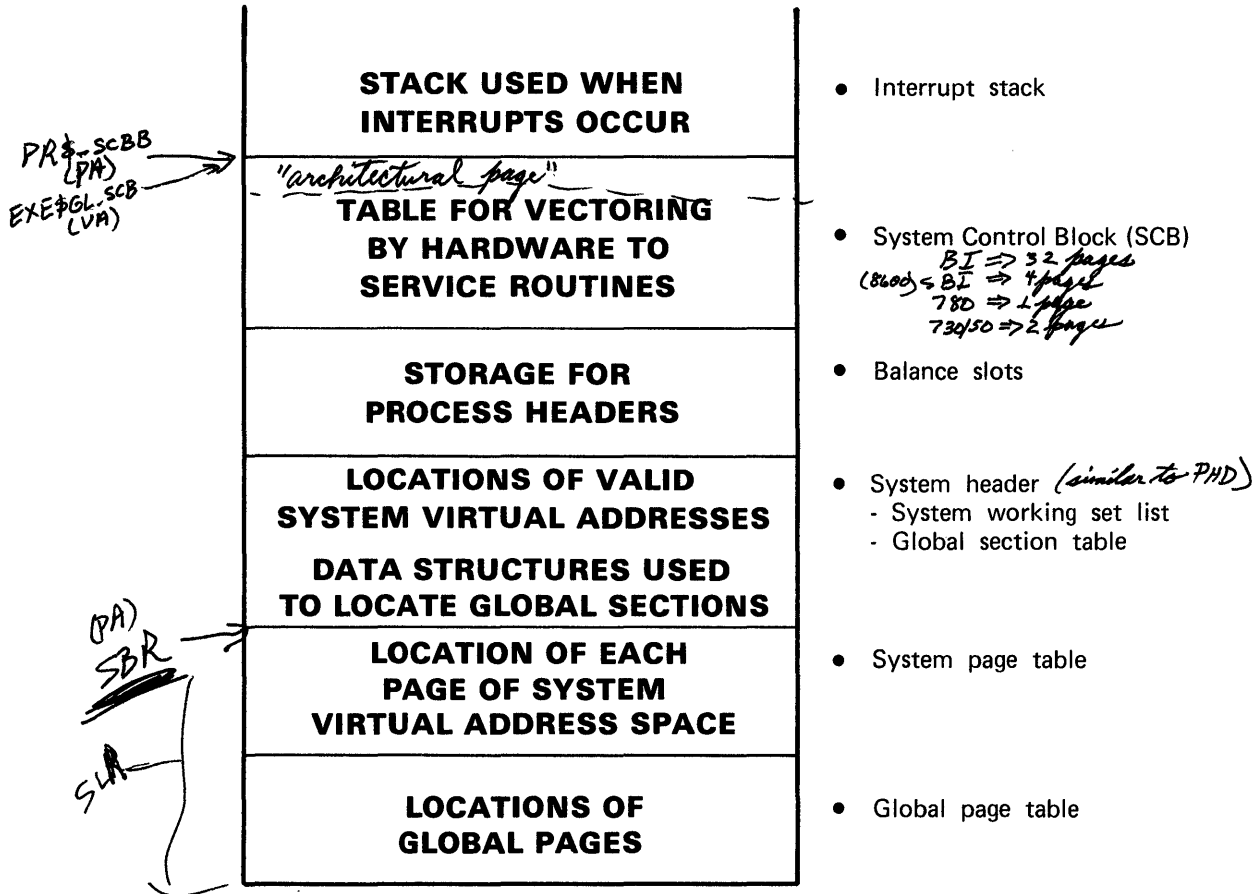 STACK USED WHEN
INTERRUPTS OCCUR
• Interrupt stack
PR$_SCBB
(PA)
EXE$GL_SCB
(VA)
"architectural page"
TABLE FOR VECTORING
BY HARDWARE TO
SERVICE ROUTINES
• System Control Block (SCB)
BI => 32 pages
(8600) SBI => 4 pages
780 => 1 page
730/50 => 2 pages
STORAGE FOR
PROCESS HEADERS
• Balance slots
LOCATIONS OF VALID
SYSTEM VIRTUAL ADDRESSES
DATA STRUCTURES USED
TO LOCATE GLOBAL SECTIONS
• System header (similar to PHD)
- System working set list
- Global section table
(PA)
SBR
LOCATION OF EACH
PAGE OF SYSTEM
VIRTUAL ADDRESS SPACE
• System page table
SLR
LOCATIONS OF
GLOBAL PAGES
• Global page table